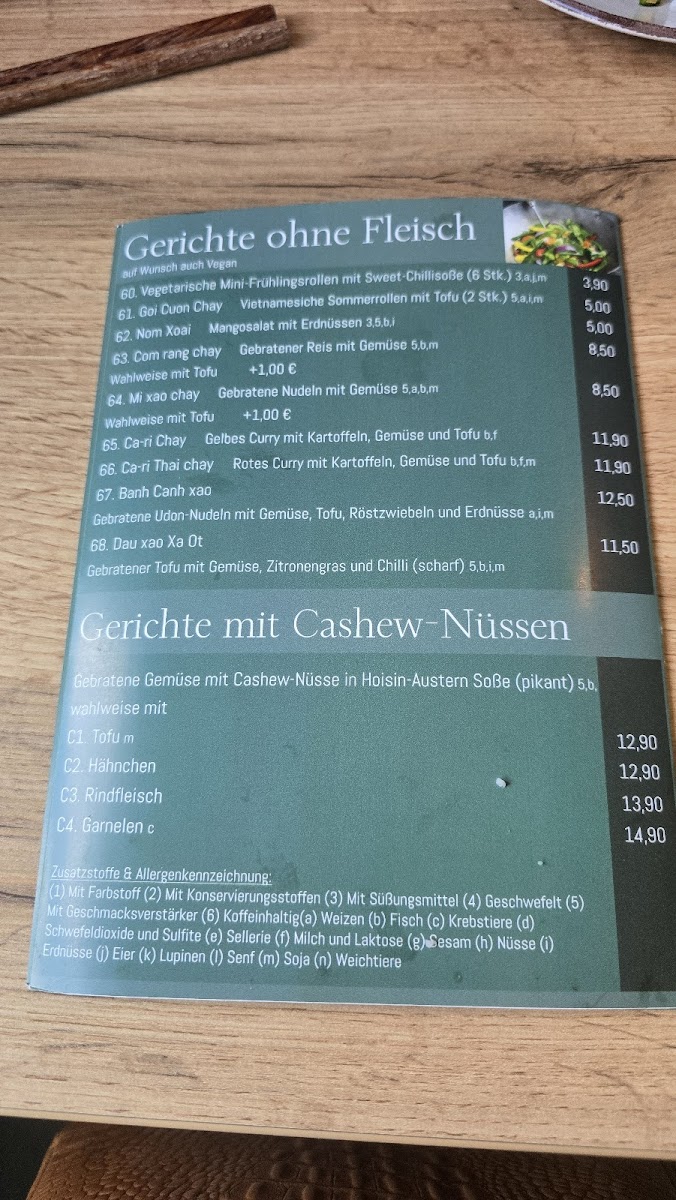 Gerichte ohne Fleisch
auf Wunsch auch Vegan
60. Vegetarische Mini-Frühlingsrollen mit Sweet-Chillisoße (6 Stk.) 3,a,j,m 3,90
61. Goi Cuon Chay Vietnamesiche Sommerrollen mit Tofu (2 Stk.) 5,a,i,m 5,00
62. Nom Xoai Mangosalat mit Erdnüssen 3,5,b,i 5,00
63. Com rang chay Gebratener Reis mit Gemüse 5,b,m 8,50
Wahlweise mit Tofu +1,00 €
64. Mi xao chay Gebratene Nudeln mit Gemüse 5,a,b,m 8,50
Wahlweise mit Tofu +1,00 €
65. Ca-ri Chay Gelbes Curry mit Kartoffeln, Gemüse und Tofu b,f 11,90
66. Ca-ri Thai chay Rotes Curry mit Kartoffeln, Gemüse und Tofu b,f,m 11,90
67. Banh Canh xao 12,50
Gebratene Udon-Nudeln mit Gemüse, Tofu, Röstzwiebeln und Erdnüsse a,i,m
68. Dau xao Xa Ot 11,50
Gebratener Tofu mit Gemüse, Zitronengras und Chilli (scharf) 5,b,i,m
Gerichte mit Cashew-Nüssen
Gebratene Gemüse mit Cashew-Nüsse in Hoisin-Austern Soße (pikant) 5,b,
wahlweise mit
C1. Tofu m 12,90
C2. Hähnchen 12,90
C3. Rindfleisch 13,90
C4. Garnelen c 14,90
Zusatzstoffe & Allergenkennzeichnung:
(1) Mit Farbstoff (2) Mit Konservierungsstoffen (3) Mit Süßungsmittel (4) Geschwefelt (5)
Mit Geschmacksverstärker (6) Koffeinhaltig(a) Weizen (b) Fisch (c) Krebstiere (d)
Schwefeldioxide und Sulfite (e) Sellerie (f) Milch und Laktose (g) Sesam (h) Nüsse (i)
Erdnüsse (j) Eier (k) Lupinen (l) Senf (m) Soja (n) Weichtiere